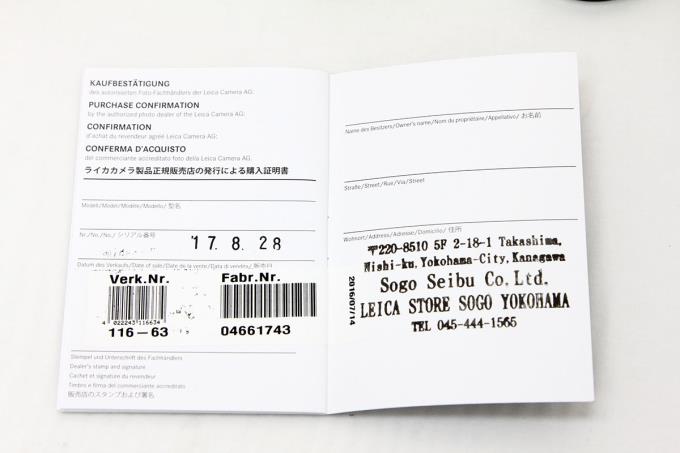 KAUFBESTÄTIGUNG
des autorisierten Foto-Fachhändlers der Leica Camera AG:
PURCHASE CONFIRMATION
by the authorized photo dealer of the Leica Camera AG:
CONFIRMATION
d'achat du revendeur agréé Leica Camera AG:
CONFERMA D'ACQUISTO
del commerciante accreditato foto della Leica Camera AG:
ライカカメラ製品正規販売店の発行による購入証明書
Modell/Model/Modèle/Modello/ 型名
Nr./No./No./ シリアル番号
'17. 8. 28
Datum des Verkaufs/Date of sale/Date de la vente/Data di vendita/ 販売日
Verk.Nr.
Fabr.Nr.
4 022243 116634
116-63
04661743
Stempel und Unterschrift des Fachhändlers
Dealer's stamp and signature
Cachet et signature du revendeur
Timbro e firma del commerciante accreditato
販売店のスタンプおよび署名
Name des Besitzers/Owner's name/Nom du propriétaire/Appellativo/ お名前
Straße/Street/Rue/Via/Street
Wohnort/Address/Adresse/Domicilio/ 住所
〒220-8510 5F 2-18-1 Takashima,
Nishi-ku, Yokohama-City, Kanagawa
Sogo Seibu Co, Ltd.
LEICA STORE SOGO YOKOHAMA
TEL 045-444-1565
2016/07/14